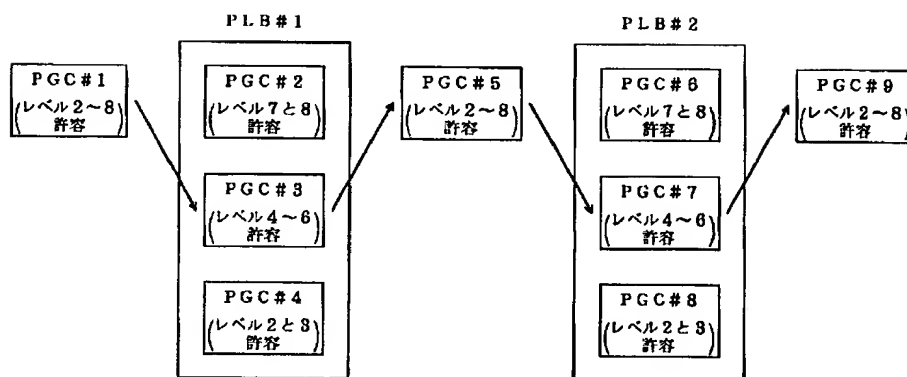 PLB#1
PLB#2
PGC#1
(レベル2～8
許容)
PGC#2
(レベル7と8
許容)
PGC#3
(レベル4～6
許容)
PGC#4
(レベル2と3
許容)
PGC#5
(レベル2～8
許容)
PGC#6
(レベル7と8
許容)
PGC#7
(レベル4～6
許容)
PGC#8
(レベル2と3
許容)
PGC#9
(レベル2～8
許容)